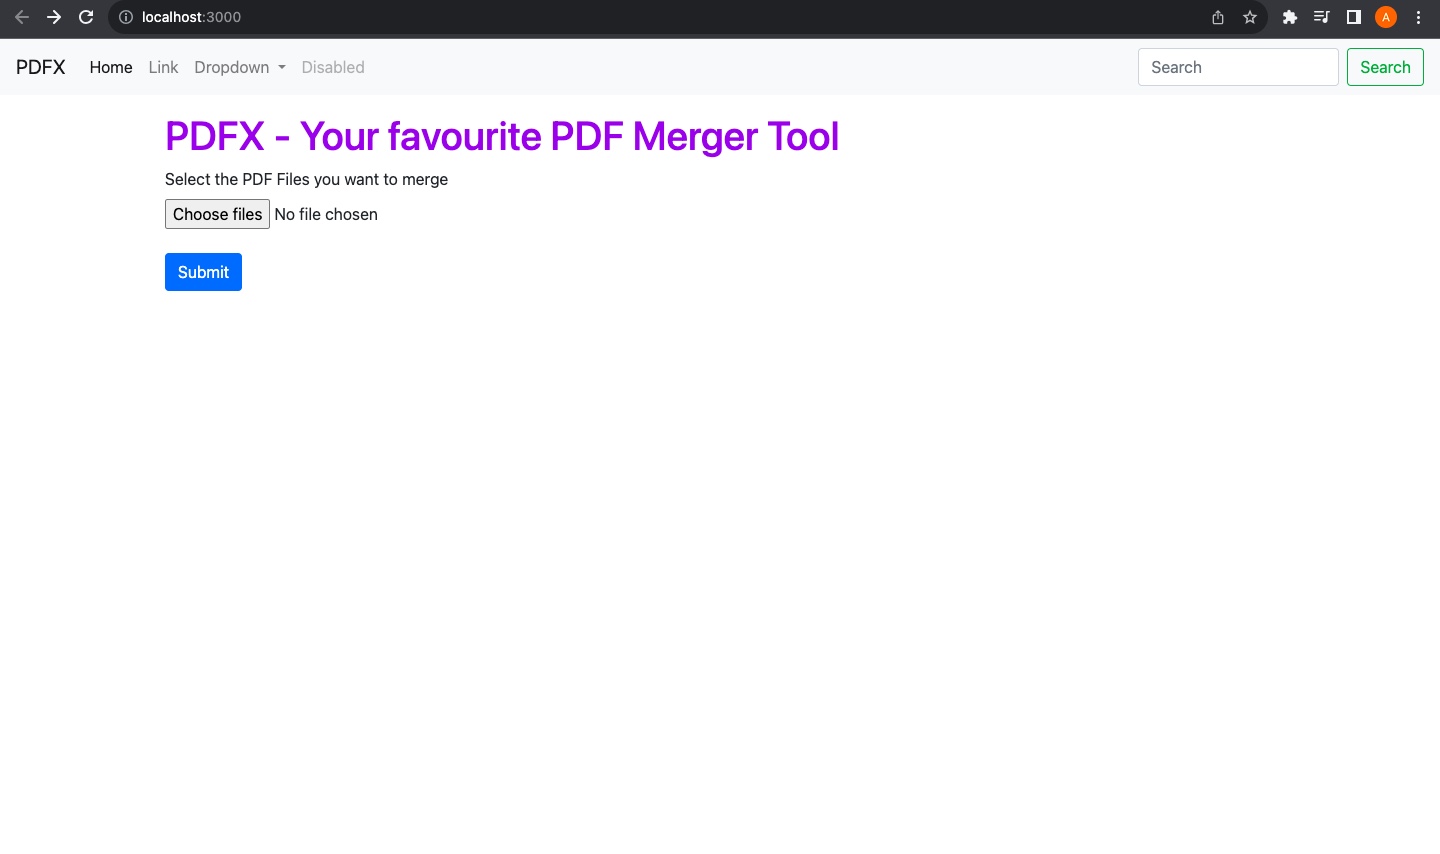 localhost:3000
A
PDFX Home Link Dropdown Disabled Search Search
PDFX - Your favourite PDF Merger Tool
Select the PDF Files you want to merge
Choose files No file chosen
Submit